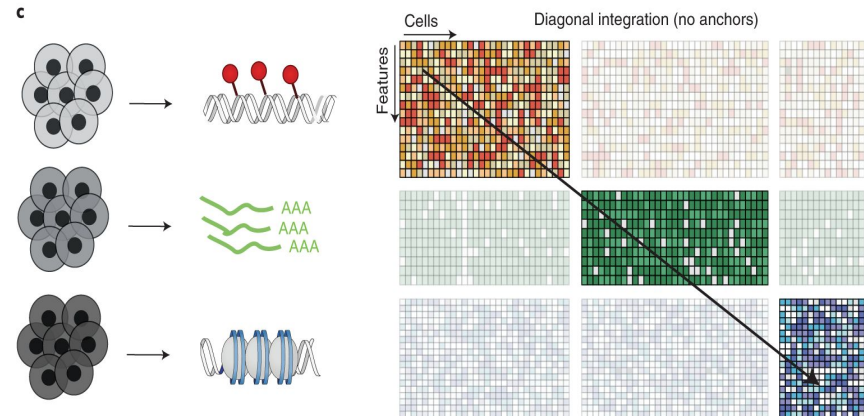 c
Cells
Diagonal integration (no anchors)
Features
AAA
AAA
AAA